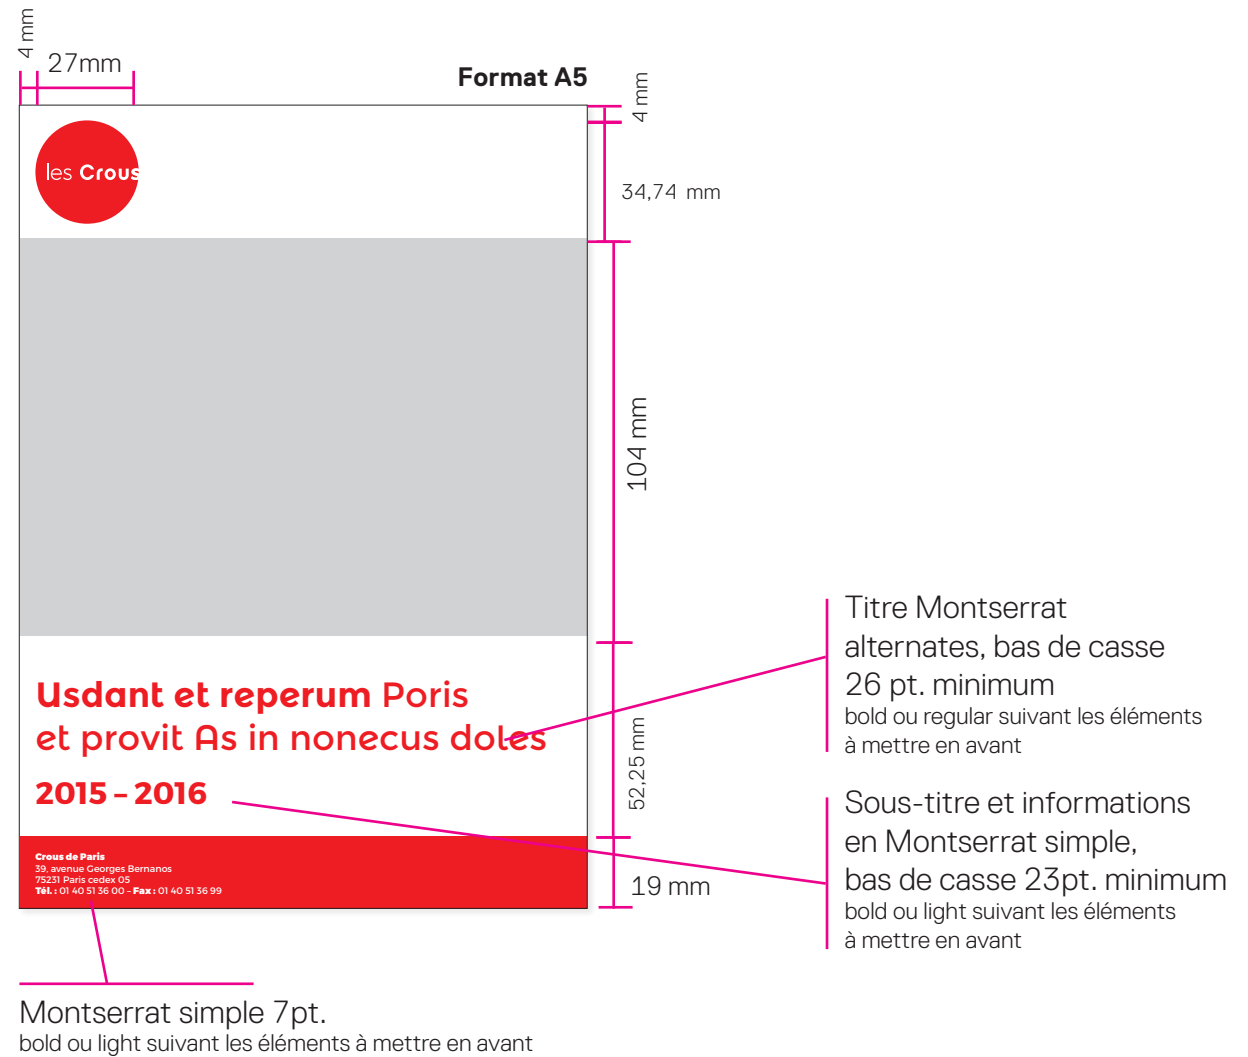 4 mm
27mm
Format A5
4 mm
les Crous
34,74 mm
104 mm
Titre Montserrat
alternates, bas de casse
26 pt. minimum
bold ou regular suivant les éléments
à mettre en avant
Usdant et reperum Poris
et provit As in nonecus doles
2015 – 2016
52,25 mm
Sous-titre et informations
en Montserrat simple,
bas de casse 23pt. minimum
bold ou light suivant les éléments
à mettre en avant
Crous de Paris
39, avenue Georges Bernanos
75231 Paris cedex 05
Tél. : 01 40 51 36 00 – Fax : 01 40 51 36 99
19 mm
Montserrat simple 7pt.
bold ou light suivant les éléments à mettre en avant